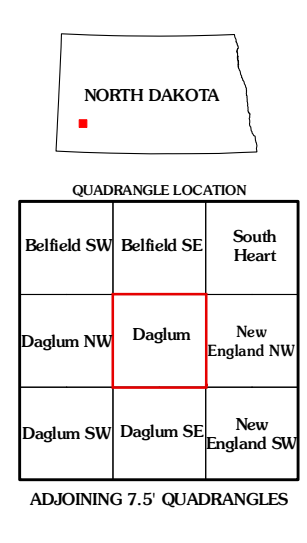 NORTH DAKOTA
QUADRANGLE LOCATION
Belfield SW
Belfield SE
South
Heart
Daglum NW
Daglum
New
England NW
Daglum SW
Daglum SE
New
England SW
ADJOINING 7.5' QUADRANGLES